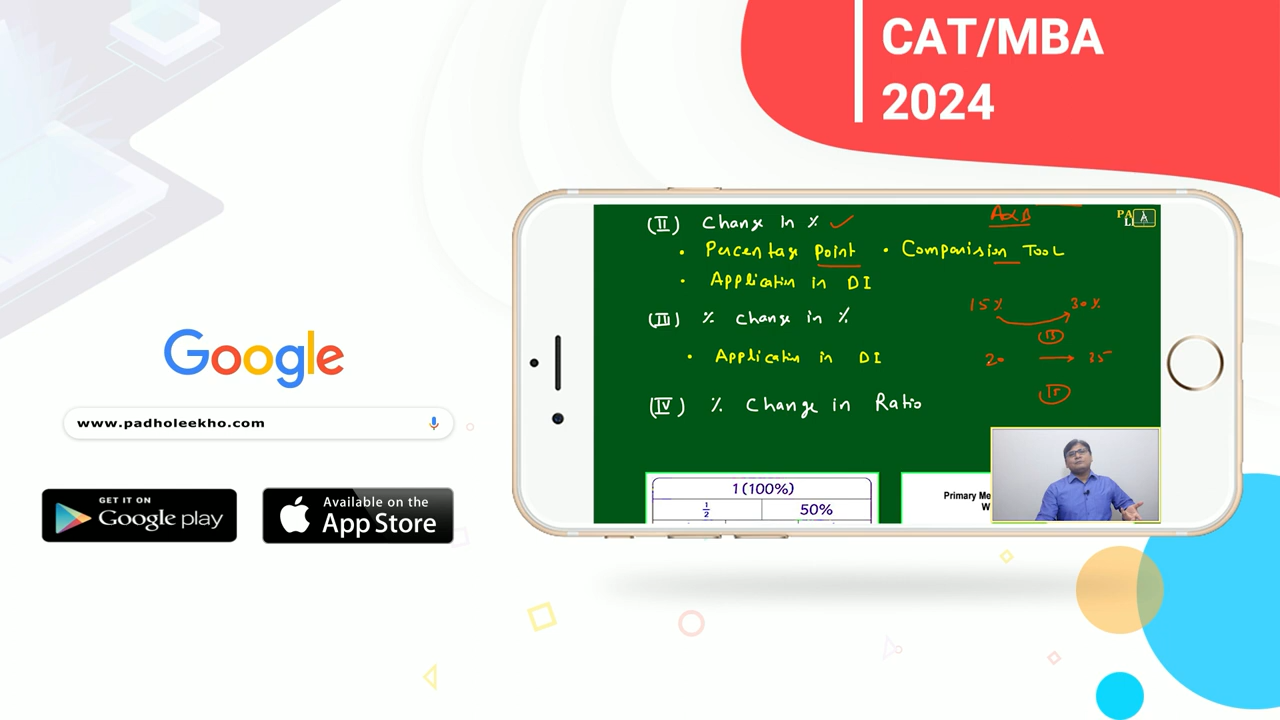 CAT/MBA
2024
(II) Change In %
• Percentage Point • Comparision Tool
• Application in DI
15% 30%
(III) % change in %
15
• Application in DI
20 → 35
15
(IV) % Change in Ratio
1 (100%)
1/2 50%
Primary Me
W
PA
L
Google
www.padholeekho.com
GET IT ON
Google play
Available on the
App Store